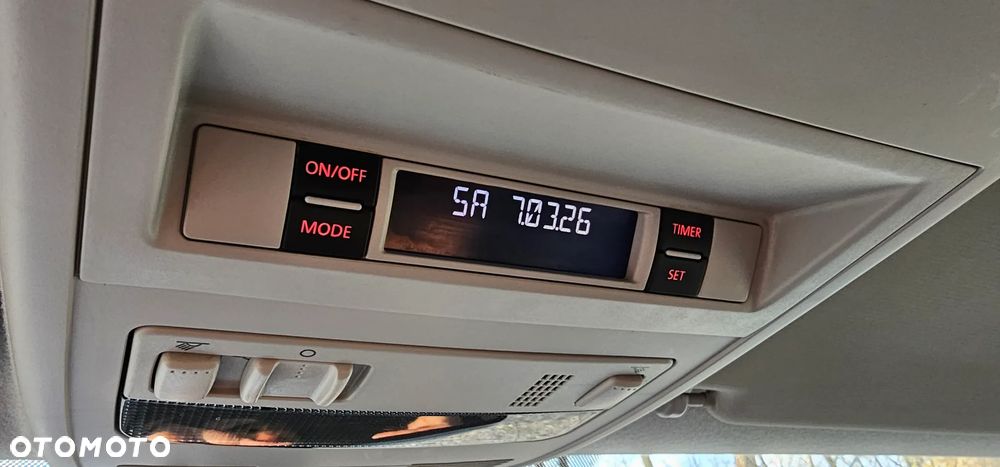 ON/OFF
MODE
SA 7.03.26
TIMER
SET
OTOMOTO